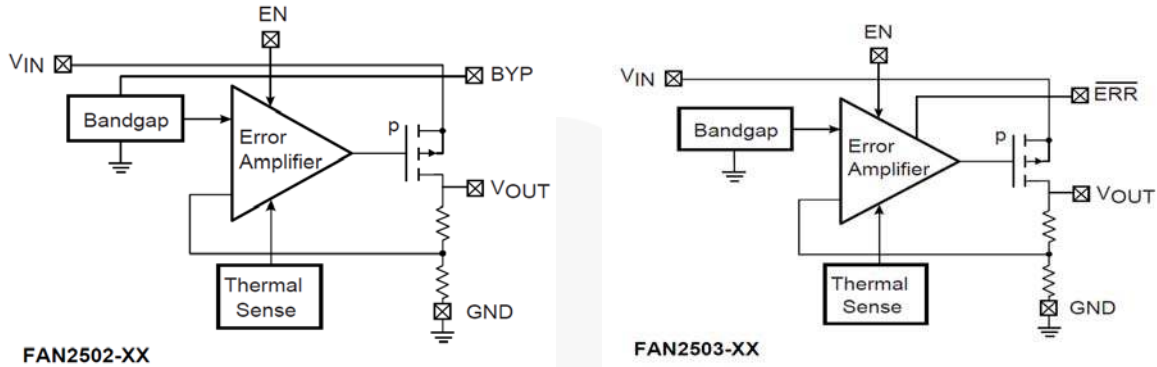 EN
VIN
BYP
Bandgap
Error
Amplifier
p
VOUT
Thermal
Sense
GND
FAN2502-XX
EN
VIN
ERR
Bandgap
Error
Amplifier
p
VOUT
Thermal
Sense
GND
FAN2503-XX